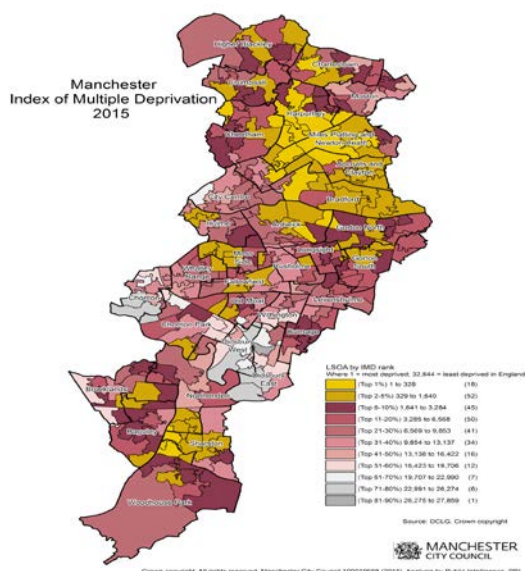 Manchester
Index of Multiple Deprivation
2015
Higher Blackley
Charlestown
Crumpsall
Moston
Harpurhey
Cheetham
Miles Platting and
Newton Heath
Ancoats and
Clayton
City Central
Bradford
Hulme
Ardwick
Gorton North
Moss
Side
Longsight
Gorton
South
Whalley
Range
Rusholme
Fallowfield
Chorlton
Old Moat
Levenshulme
Withington
Chorlton Park
Burnage
Didsbury
West
Didsbury
East
Brooklands
Northenden
Baguley
Sharston
Woodhouse Park
LSOA by IMD rank
Where 1 = most deprived; 32,844 = least deprived in England
(Top 1%) 1 to 328 (18)
(Top 2-5%) 329 to 1,640 (52)
(Top 6-10%) 1,641 to 3,284 (45)
(Top 11-20%) 3,285 to 6,568 (50)
(Top 21-30%) 6,569 to 9,853 (41)
(Top 31-40%) 9,854 to 13,137 (34)
(Top 41-50%) 13,138 to 16,422 (16)
(Top 51-60%) 16,423 to 19,706 (12)
(Top 61-70%) 19,707 to 22,990 (7)
(Top 71-80%) 22,991 to 26,274 (6)
(Top 81-90%) 26,275 to 27,859 (1)
Source: DCLG. Crown copyright
MANCHESTER
CITY COUNCIL